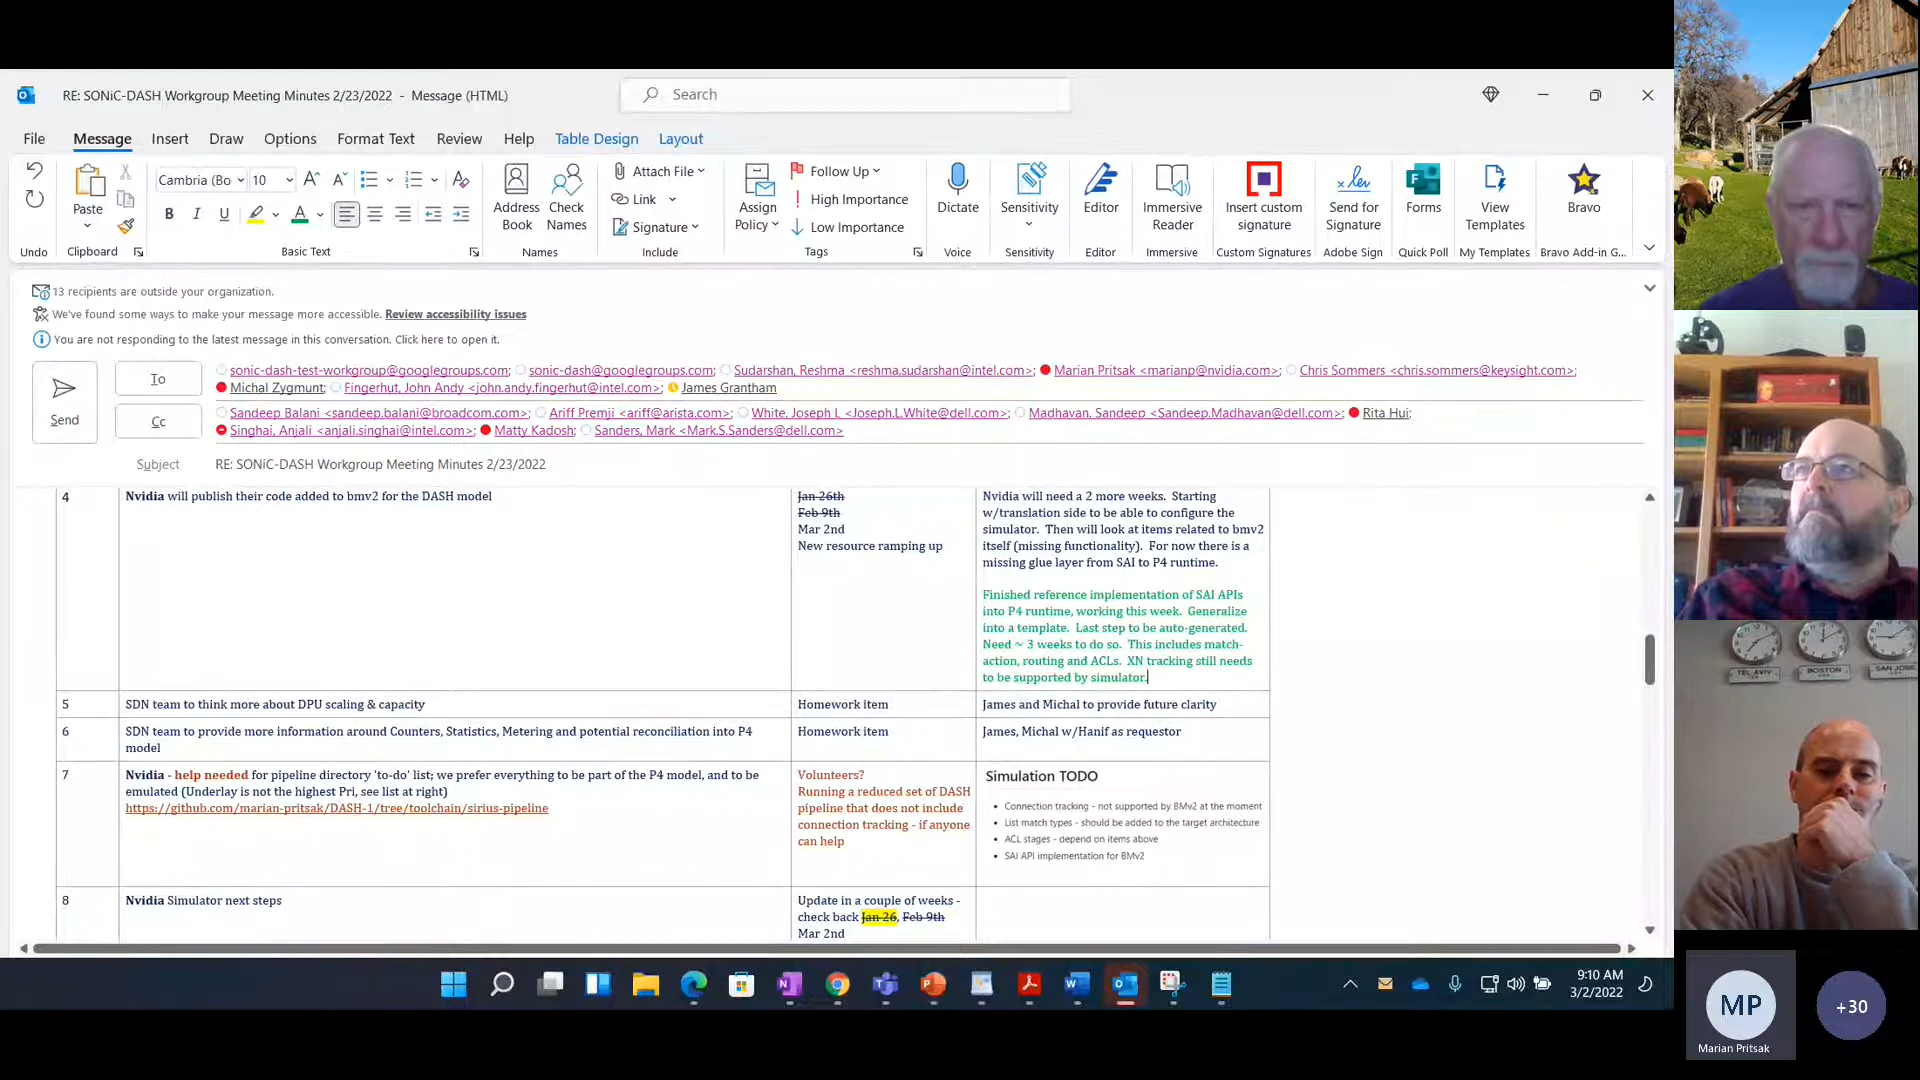 RE: SONiC-DASH Workgroup Meeting Minutes 2/23/2022 - Message (HTML)
Search
File Message Insert Draw Options Format Text Review Help Table Design Layout
Undo
Paste
Clipboard
Cambria (Bo 10
B I U
Basic Text
Address Book
Check Names
Names
Attach File
Link
Signature
Include
Assign Policy
Follow Up
High Importance
Low Importance
Tags
Dictate
Voice
Sensitivity
Sensitivity
Editor
Editor
Immersive Reader
Immersive
Insert custom signature
Custom Signatures
Send for Signature
Adobe Sign
Forms
Quick Poll
View Templates
My Templates
Bravo
Bravo Add-in G...
13 recipients are outside your organization.
We've found some ways to make your message more accessible. Review accessibility issues
You are not responding to the latest message in this conversation. Click here to open it.
Send
To
sonic-dash-test-workgroup@googlegroups.com; sonic-dash@googlegroups.com; Sudarshan, Reshma <reshma.sudarshan@intel.com>; Marian Pritsak <marianp@nvidia.com>; Chris Sommers <chris.sommers@keysight.com>;
Michal Zygmunt; Fingerhut, John Andy <john.andy.fingerhut@intel.com>; James Grantham
Cc
Sandeep Balani <sandeep.balani@broadcom.com>; Ariff Premji <ariff@arista.com>; White, Joseph L <Joseph.L.White@dell.com>; Madhavan, Sandeep <Sandeep.Madhavan@dell.com>; Rita Hui;
Singhai, Anjali <anjali.singhai@intel.com>; Matty Kadosh; Sanders, Mark <Mark.S.Sanders@dell.com>
Subject
RE: SONiC-DASH Workgroup Meeting Minutes 2/23/2022
4
Nvidia will publish their code added to bmv2 for the DASH model
Jan 26th
Feb 9th
Mar 2nd
New resource ramping up
Nvidia will need a 2 more weeks. Starting
w/translation side to be able to configure the
simulator. Then will look at items related to bmv2
itself (missing functionality). For now there is a
missing glue layer from SAI to P4 runtime.
Finished reference implementation of SAI APIs
into P4 runtime, working this week. Generalize
into a template. Last step to be auto-generated.
Need ~ 3 weeks to do so. This includes match-
action, routing and ACLs. XN tracking still needs
to be supported by simulator.
5
SDN team to think more about DPU scaling & capacity
Homework item
James and Michal to provide future clarity
6
SDN team to provide more information around Counters, Statistics, Metering and potential reconciliation into P4
model
Homework item
James, Michal w/Hanif as requestor
7
Nvidia - help needed for pipeline directory 'to-do' list; we prefer everything to be part of the P4 model, and to be
emulated (Underlay is not the highest Pri, see list at right)
https://github.com/marian-pritsak/DASH-1/tree/toolchain/sirius-pipeline
Volunteers?
Running a reduced set of DASH
pipeline that does not include
connection tracking - if anyone
can help
Simulation TODO
• Connection tracking - not supported by BMv2 at the moment
• List match types - should be added to the target architecture
• ACL stages - depend on items above
• SAI API implementation for BMv2
8
Nvidia Simulator next steps
Update in a couple of weeks -
check back Jan 26, Feb 9th
Mar 2nd
9:10 AM
3/2/2022
TEL AVIV
BOSTON
SAN JOSE
MP
Marian Pritsak
+30